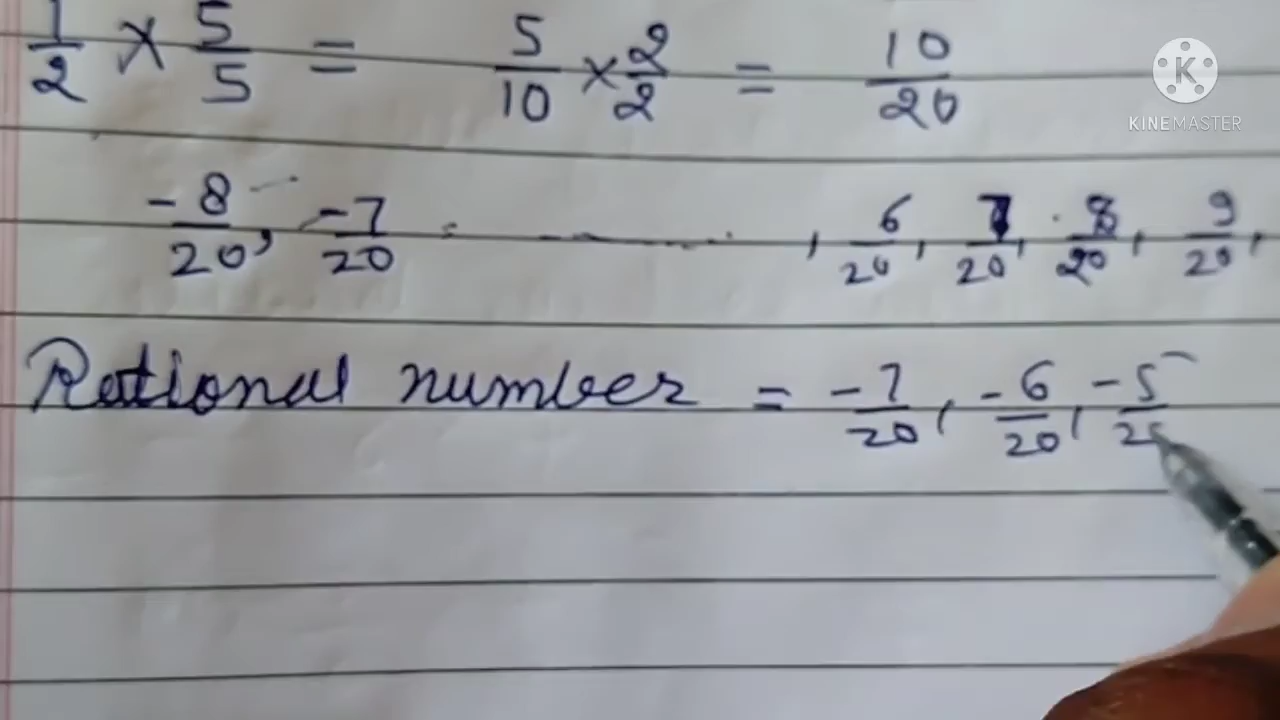 1/2 × 5/5 = 5/10 × 2/2 = 10/20
KINEMASTER
-8/20, -7/20 - - - - - - , 6/20, 7/20, 8/20, 9/20,
Rational number = -7/20, -6/20, -5/20